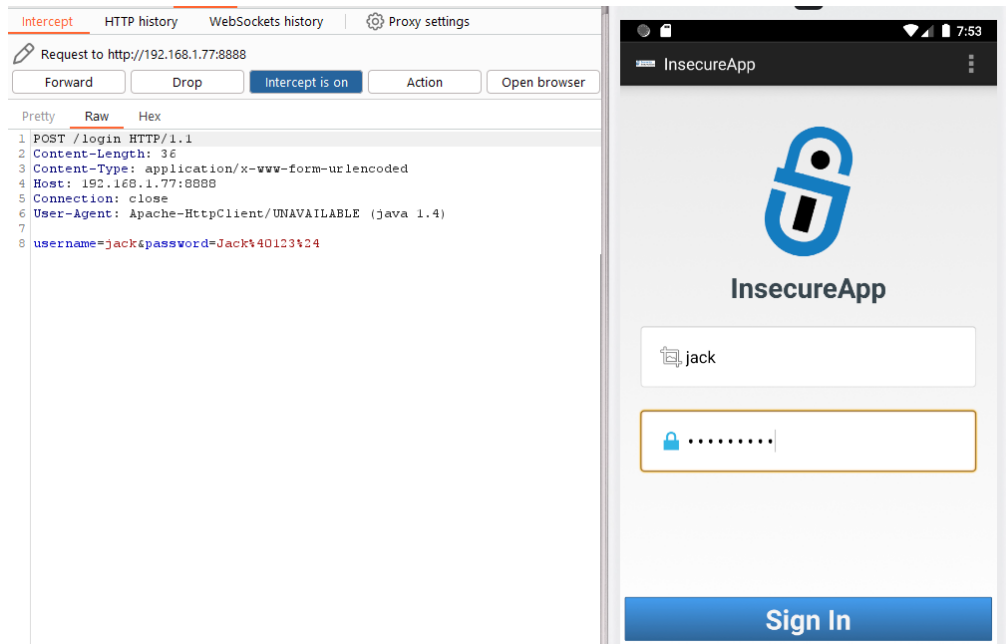 Intercept HTTP history WebSockets history Proxy settings
Request to http://192.168.1.77:8888
Forward Drop Intercept is on Action Open browser
Pretty Raw Hex
1 POST /login HTTP/1.1
2 Content-Length: 36
3 Content-Type: application/x-www-form-urlencoded
4 Host: 192.168.1.77:8888
5 Connection: close
6 User-Agent: Apache-HttpClient/UNAVAILABLE (java 1.4)
7
8 username=jack&password=Jack%40123%24
7:53
InsecureApp
InsecureApp
jack
•••••••••
Sign In